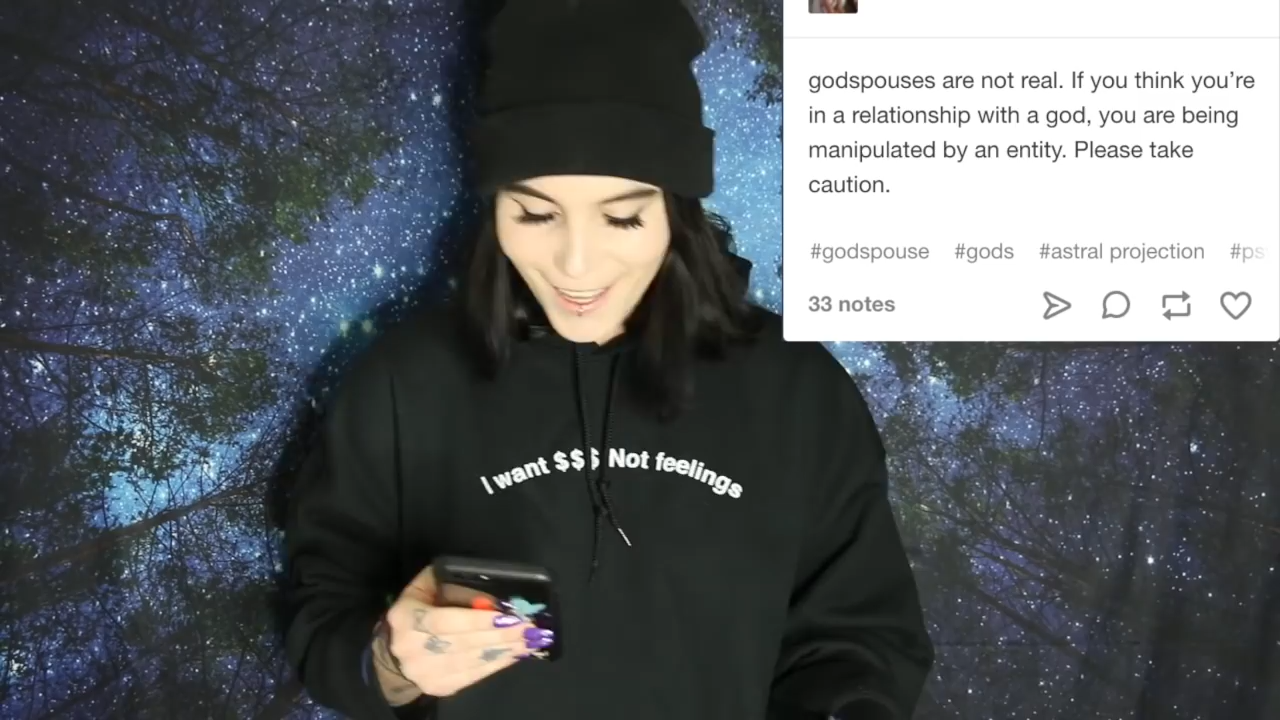 godspouses are not real. If you think you’re
in a relationship with a god, you are being
manipulated by an entity. Please take
caution.
#godspouse #gods #astral projection
33 notes
I want $$$ Not feelings